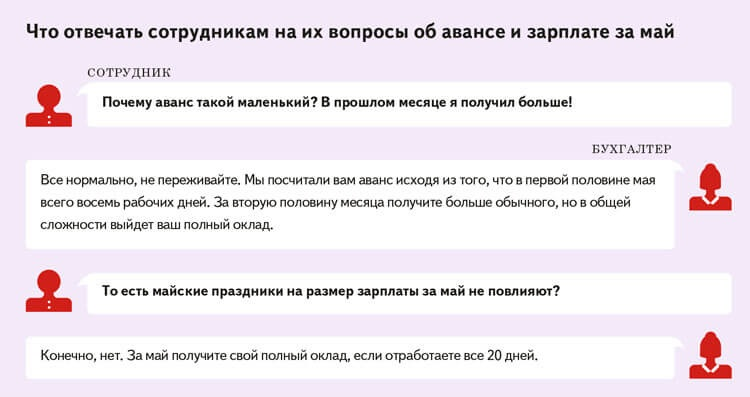 Что отвечать сотрудникам на их вопросы об авансе и зарплате за май
СОТРУДНИК
Почему аванс такой маленький? В прошлом месяце я получил больше!
БУХГАЛТЕР
Все нормально, не переживайте. Мы посчитали вам аванс исходя из того, что в первой половине мая
всего восемь рабочих дней. За вторую половину месяца получите больше обычного, но в общей
сложности выйдет ваш полный оклад.
То есть майские праздники на размер зарплаты за май не повлияют?
Конечно, нет. За май получите свой полный оклад, если отработаете все 20 дней.